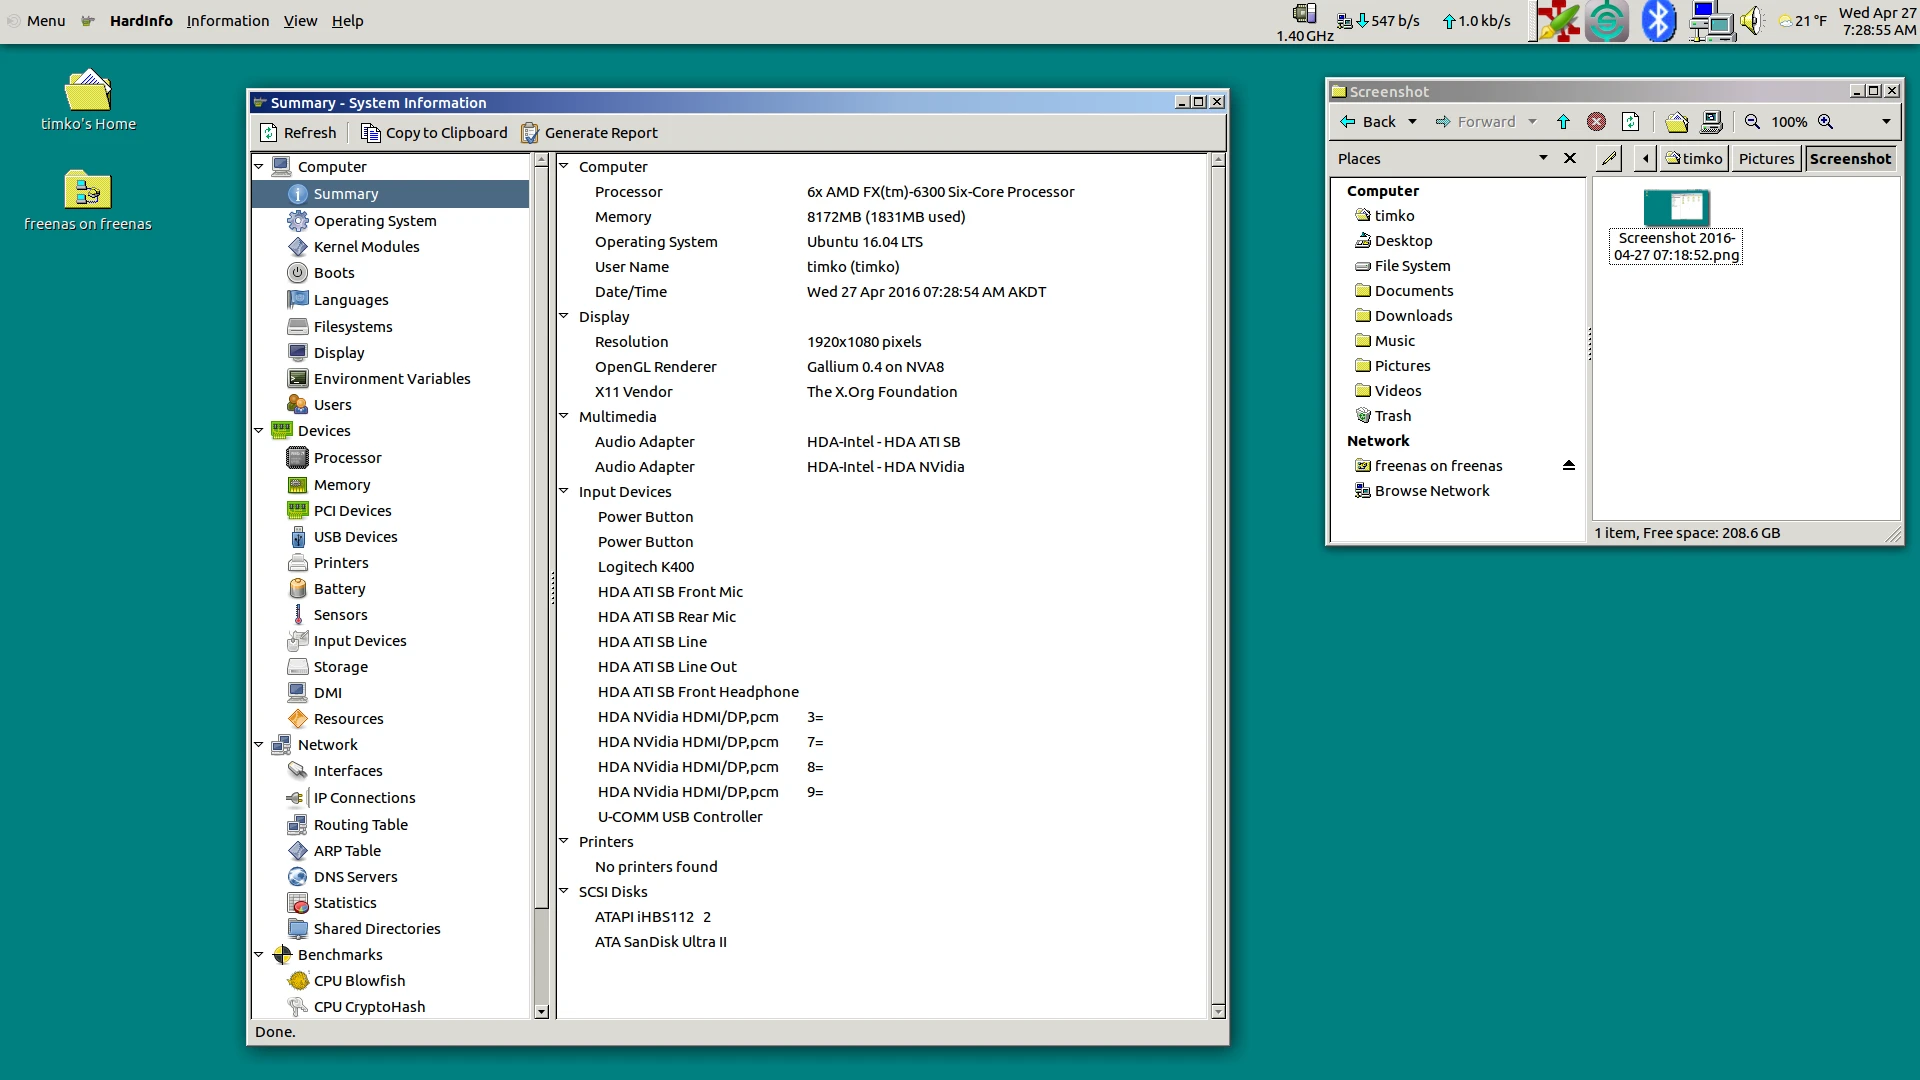 Menu HardInfo Information View Help
1.40 GHz 547 b/s 1.0 kb/s 21 °F Wed Apr 27
7:28:55 AM
timko's Home
freenas on freenas
Summary - System Information
Refresh Copy to Clipboard Generate Report
Computer
Summary
Operating System
Kernel Modules
Boots
Languages
Filesystems
Display
Environment Variables
Users
Devices
Processor
Memory
PCI Devices
USB Devices
Printers
Battery
Sensors
Input Devices
Storage
DMI
Resources
Network
Interfaces
IP Connections
Routing Table
ARP Table
DNS Servers
Statistics
Shared Directories
Benchmarks
CPU Blowfish
CPU CryptoHash
Computer
Processor 6x AMD FX(tm)-6300 Six-Core Processor
Memory 8172MB (1831MB used)
Operating System Ubuntu 16.04 LTS
User Name timko (timko)
Date/Time Wed 27 Apr 2016 07:28:54 AM AKDT
Display
Resolution 1920x1080 pixels
OpenGL Renderer Gallium 0.4 on NVA8
X11 Vendor The X.Org Foundation
Multimedia
Audio Adapter HDA-Intel - HDA ATI SB
Audio Adapter HDA-Intel - HDA NVidia
Input Devices
Power Button
Power Button
Logitech K400
HDA ATI SB Front Mic
HDA ATI SB Rear Mic
HDA ATI SB Line
HDA ATI SB Line Out
HDA ATI SB Front Headphone
HDA NVidia HDMI/DP,pcm 3=
HDA NVidia HDMI/DP,pcm 7=
HDA NVidia HDMI/DP,pcm 8=
HDA NVidia HDMI/DP,pcm 9=
U-COMM USB Controller
Printers
No printers found
SCSI Disks
ATAPI iHBS112 2
ATA SanDisk Ultra II
Done.
Screenshot
Back Forward 100%
Places timko Pictures Screenshot
Computer
timko
Desktop
File System
Documents
Downloads
Music
Pictures
Videos
Trash
Network
freenas on freenas
Browse Network
Screenshot 2016-
04-27 07:18:52.png
1 item, Free space: 208.6 GB